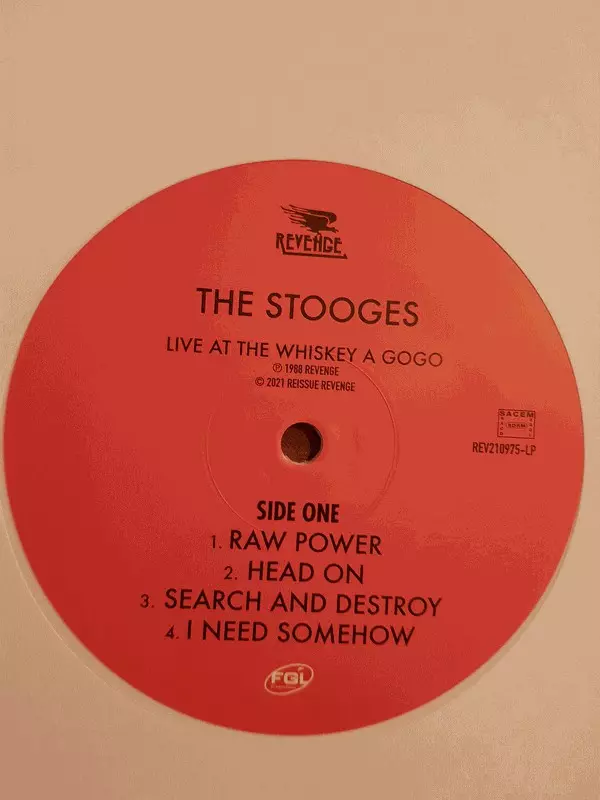 REVENGE
THE STOOGES
LIVE AT THE WHISKEY A GOGO
℗ 1988 REVENGE
© 2021 REISSUE REVENGE
SACEM
REV210975-LP
SIDE ONE
1. RAW POWER
2. HEAD ON
3. SEARCH AND DESTROY
4. I NEED SOMEHOW
FGL